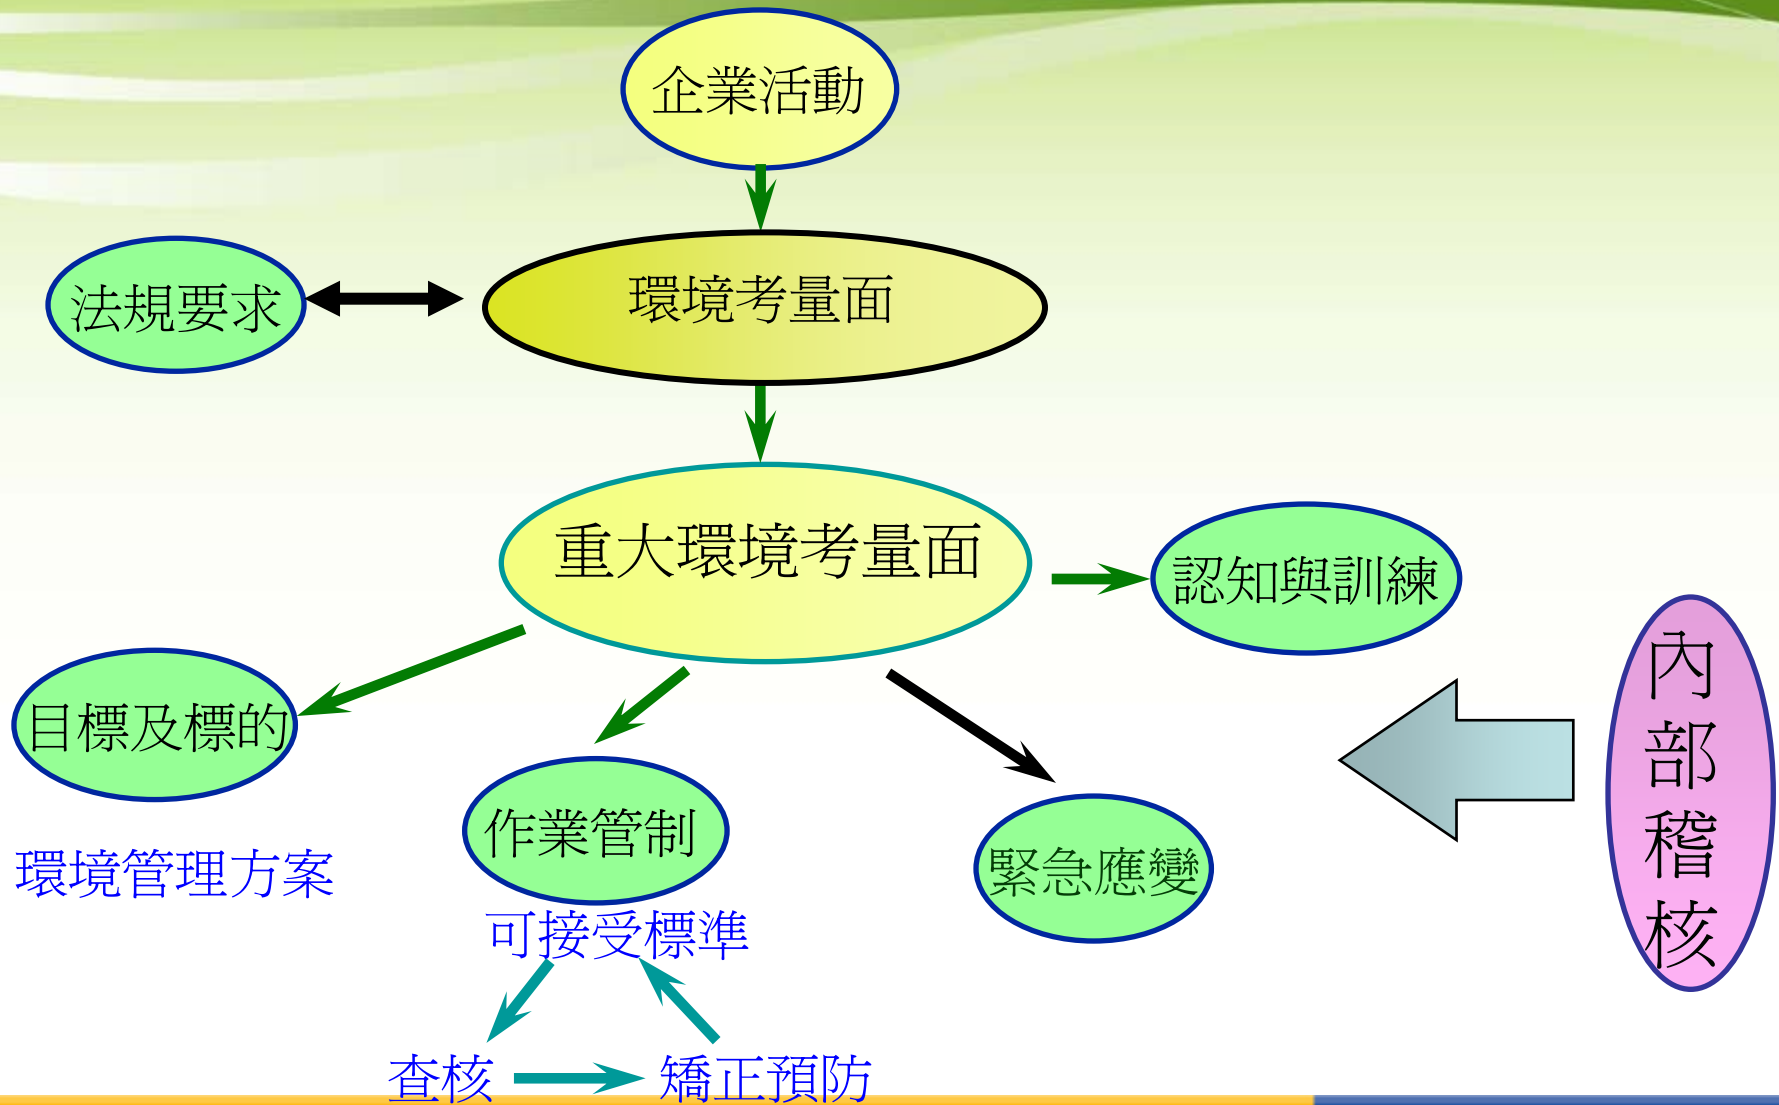 企業活動
法規要求
環境考量面
重大環境考量面
認知與訓練
目標及標的
環境管理方案
作業管制
可接受標準
查核
矯正預防
緊急應變
內
部
稽
核